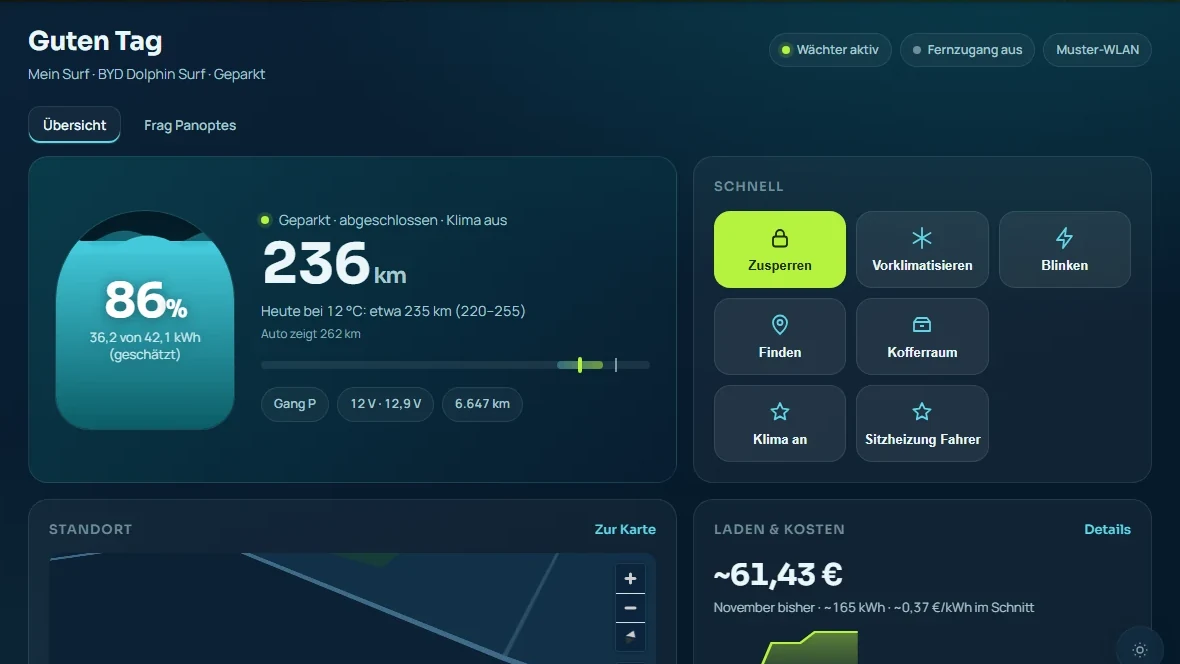 Guten Tag
Mein Surf · BYD Dolphin Surf · Geparkt
Wächter aktiv
Fernzugang aus
Muster-WLAN
Übersicht
Frag Panoptes
86%
36,2 von 42,1 kWh
(geschätzt)
Geparkt · abgeschlossen · Klima aus
236 km
Heute bei 12 °C: etwa 235 km (220–255)
Auto zeigt 262 km
Gang P
12 V · 12,9 V
6.647 km
SCHNELL
Zusperren
Vorklimatisieren
Blinken
Finden
Kofferraum
Klima an
Sitzheizung Fahrer
STANDORT
Zur Karte
LADEN & KOSTEN
Details
~61,43 €
November bisher · ~165 kWh · ~0,37 €/kWh im Schnitt